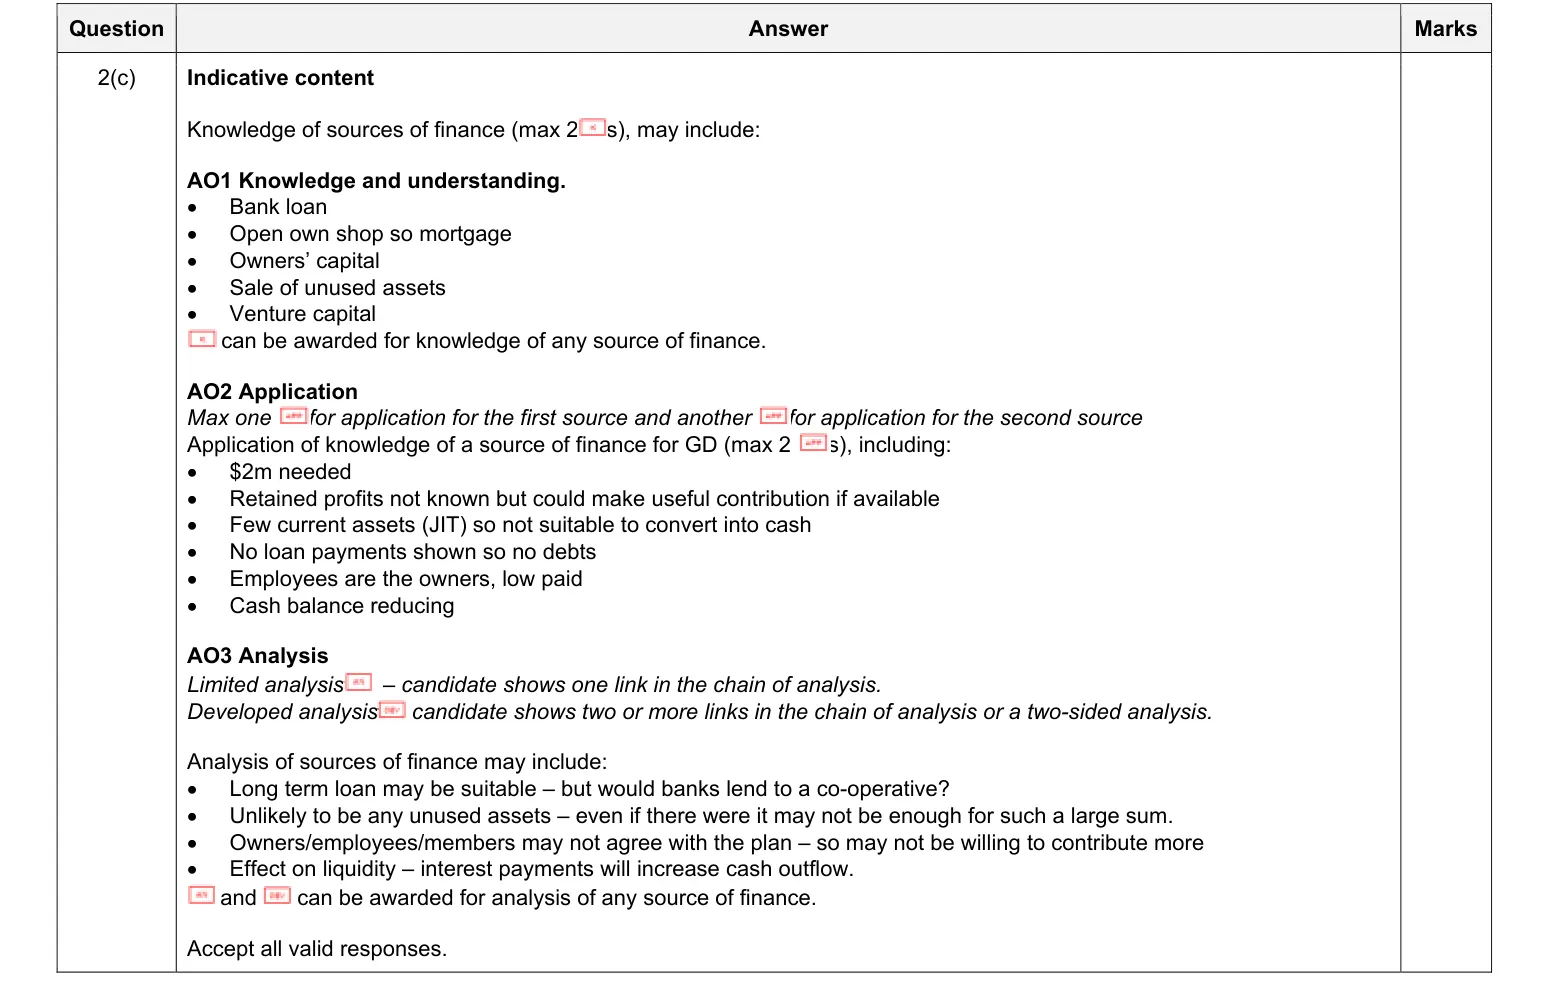 Question Answer Marks
2(c) Indicative content
Knowledge of sources of finance (max 2 s), may include:
AO1 Knowledge and understanding.
• Bank loan
• Open own shop so mortgage
• Owners’ capital
• Sale of unused assets
• Venture capital
can be awarded for knowledge of any source of finance.
AO2 Application
Max one for application for the first source and another for application for the second source
Application of knowledge of a source of finance for GD (max 2 s), including:
• $2m needed
• Retained profits not known but could make useful contribution if available
• Few current assets (JIT) so not suitable to convert into cash
• No loan payments shown so no debts
• Employees are the owners, low paid
• Cash balance reducing
AO3 Analysis
Limited analysis – candidate shows one link in the chain of analysis.
Developed analysis candidate shows two or more links in the chain of analysis or a two-sided analysis.
Analysis of sources of finance may include:
• Long term loan may be suitable – but would banks lend to a co-operative?
• Unlikely to be any unused assets – even if there were it may not be enough for such a large sum.
• Owners/employees/members may not agree with the plan – so may not be willing to contribute more
• Effect on liquidity – interest payments will increase cash outflow.
and can be awarded for analysis of any source of finance.
Accept all valid responses.